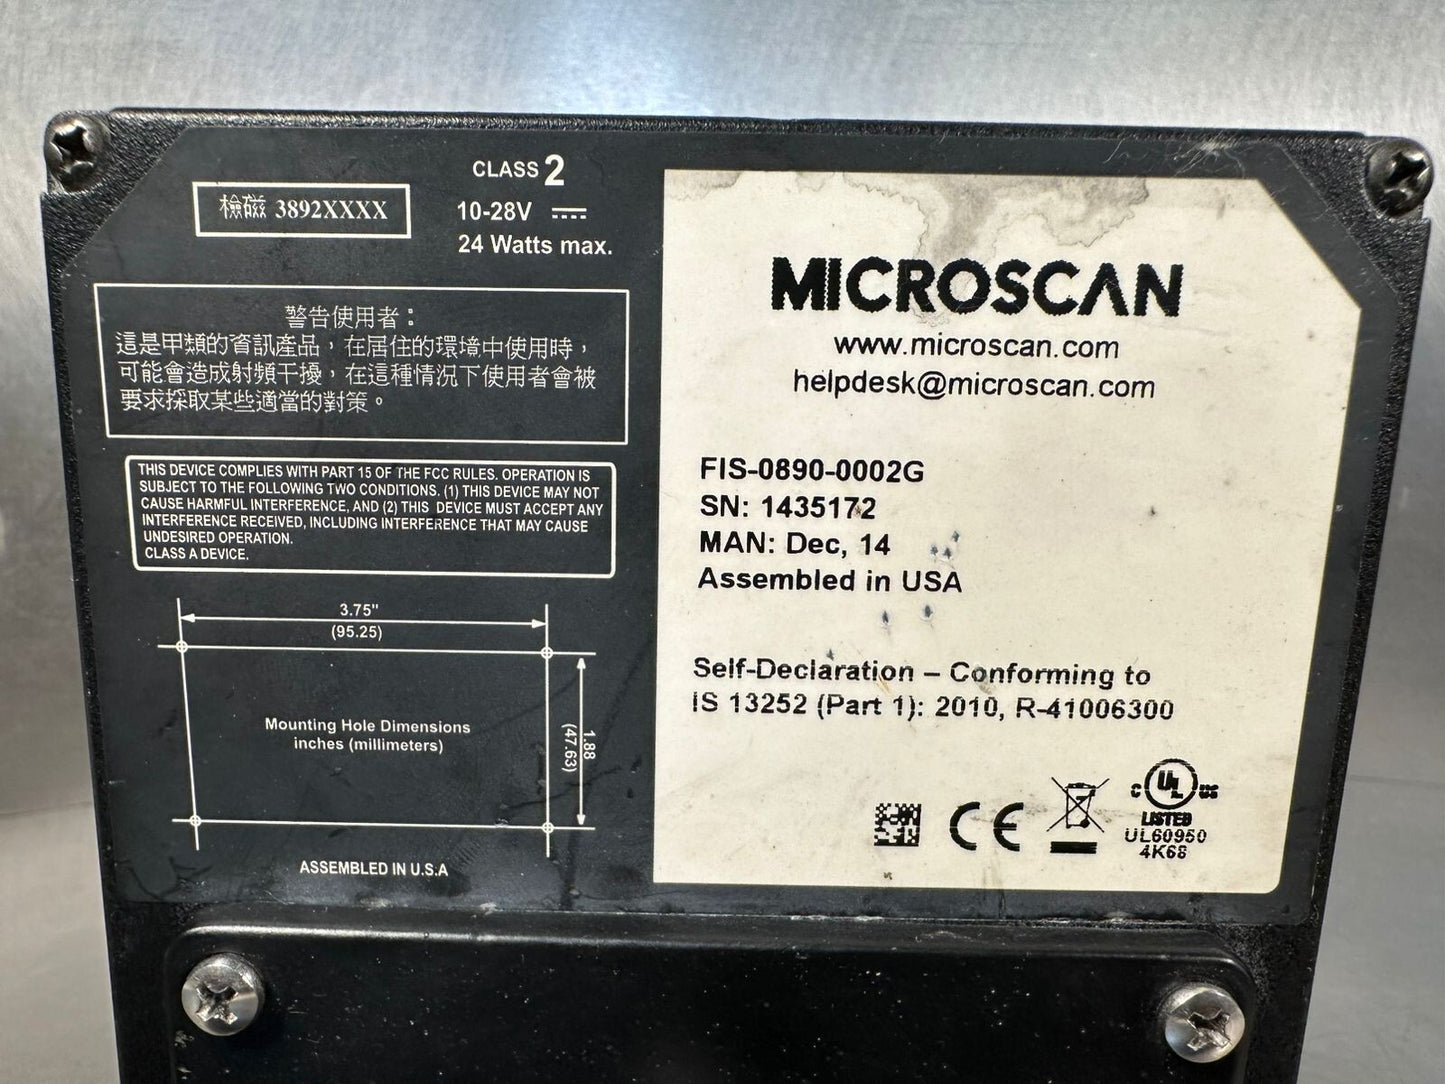 檢磁 3892XXXX
CLASS 2
10-28V
24 Watts max.
警告使用者：
這是甲類的資訊產品，在居住的環境中使用時，
可能會造成射頻干擾，在這種情況下使用者會被
要求採取某些適當的對策。
THIS DEVICE COMPLIES WITH PART 15 OF THE FCC RULES. OPERATION IS
SUBJECT TO THE FOLLOWING TWO CONDITIONS. (1) THIS DEVICE MAY NOT
CAUSE HARMFUL INTERFERENCE, AND (2) THIS DEVICE MUST ACCEPT ANY
INTERFERENCE RECEIVED, INCLUDING INTERFERENCE THAT MAY CAUSE
UNDESIRED OPERATION.
CLASS A DEVICE.
3.75"
(95.25)
Mounting Hole Dimensions
inches (millimeters)
1.88
(47.63)
ASSEMBLED IN U.S.A
MICROSCAN
www.microscan.com
helpdesk@microscan.com
FIS-0890-0002G
SN: 1435172
MAN: Dec, 14
Assembled in USA
Self-Declaration – Conforming to
IS 13252 (Part 1): 2010, R-41006300
CE
C UL US
LISTED
UL60950
4K68